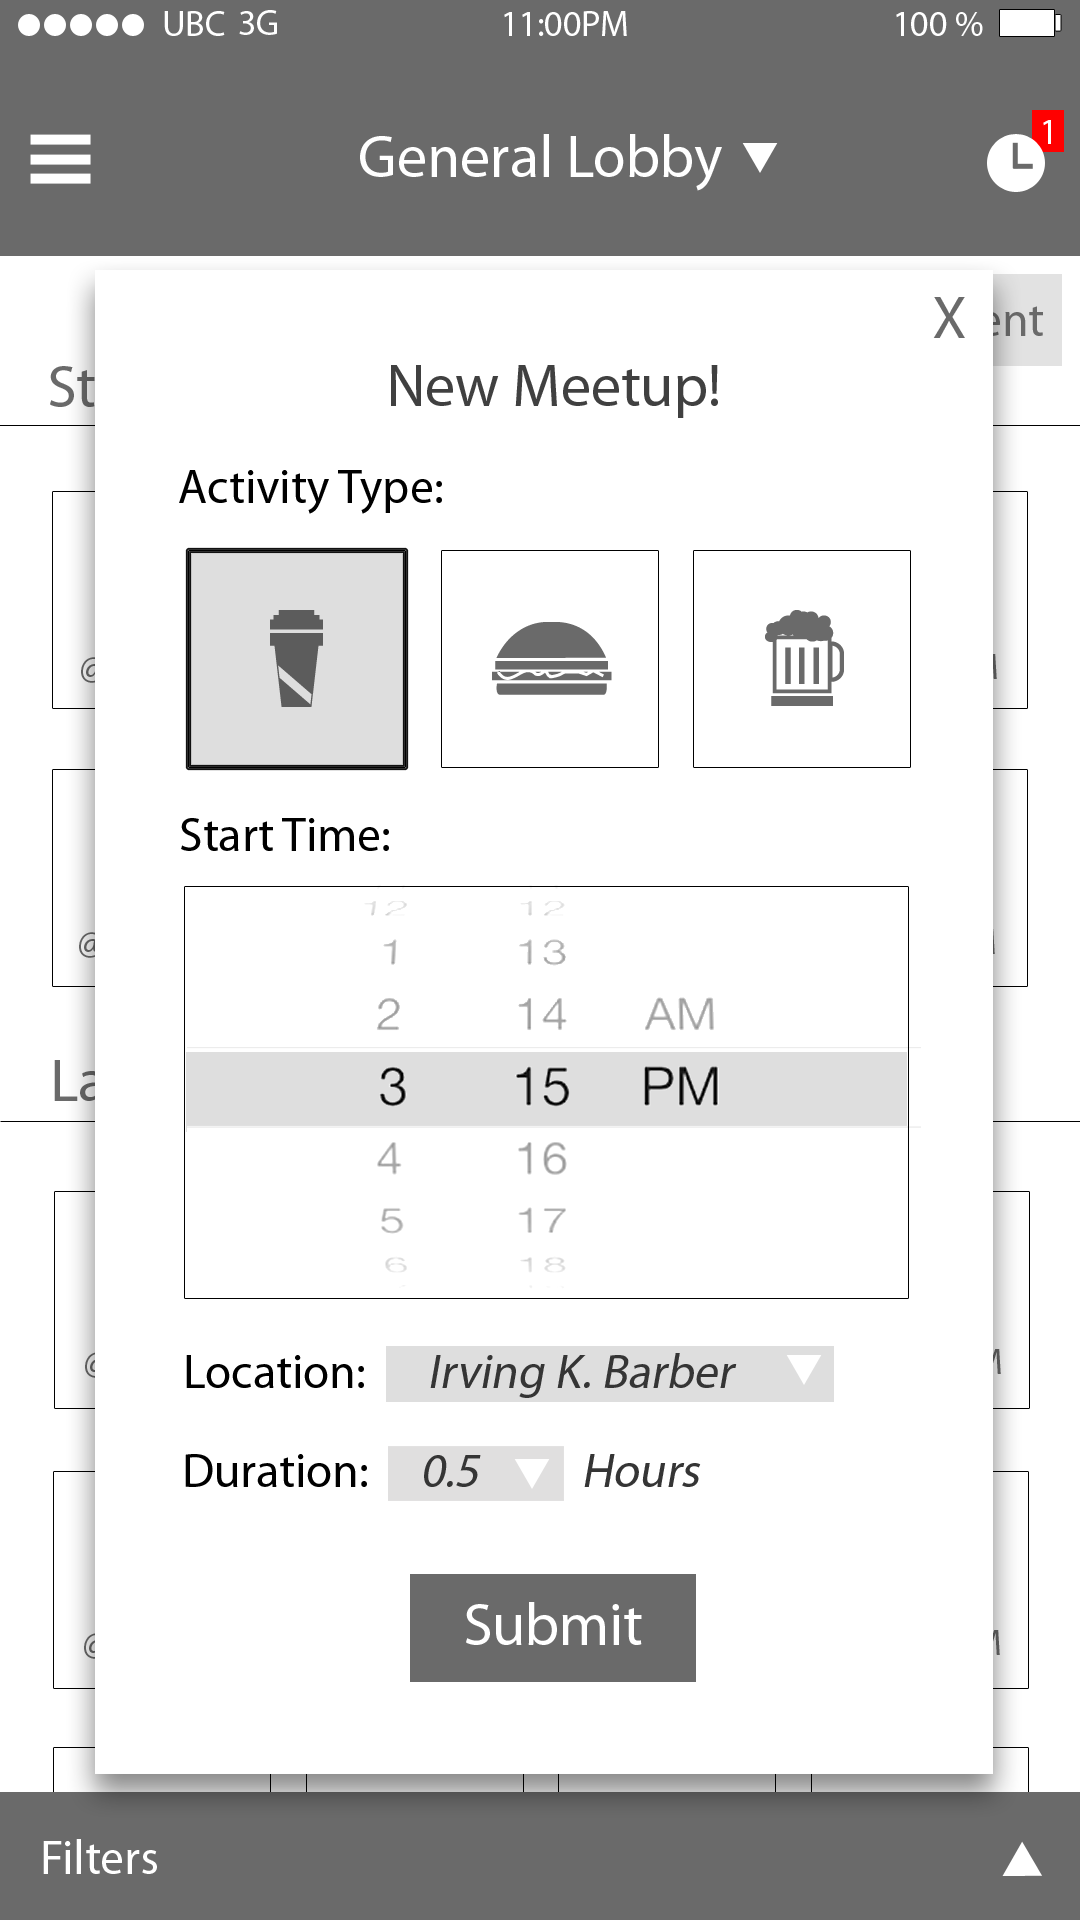 UBC 3G 11:00PM 100 %
General Lobby
1
X
ent
New Meetup!
St
Activity Type:
@
Start Time:
12 12
1 13
@
2 14 AM
3 15 PM
La
4 16
5 17
6 18
Location: Irving K. Barber
@ M
Duration: 0.5 Hours
Submit
@ M
Filters